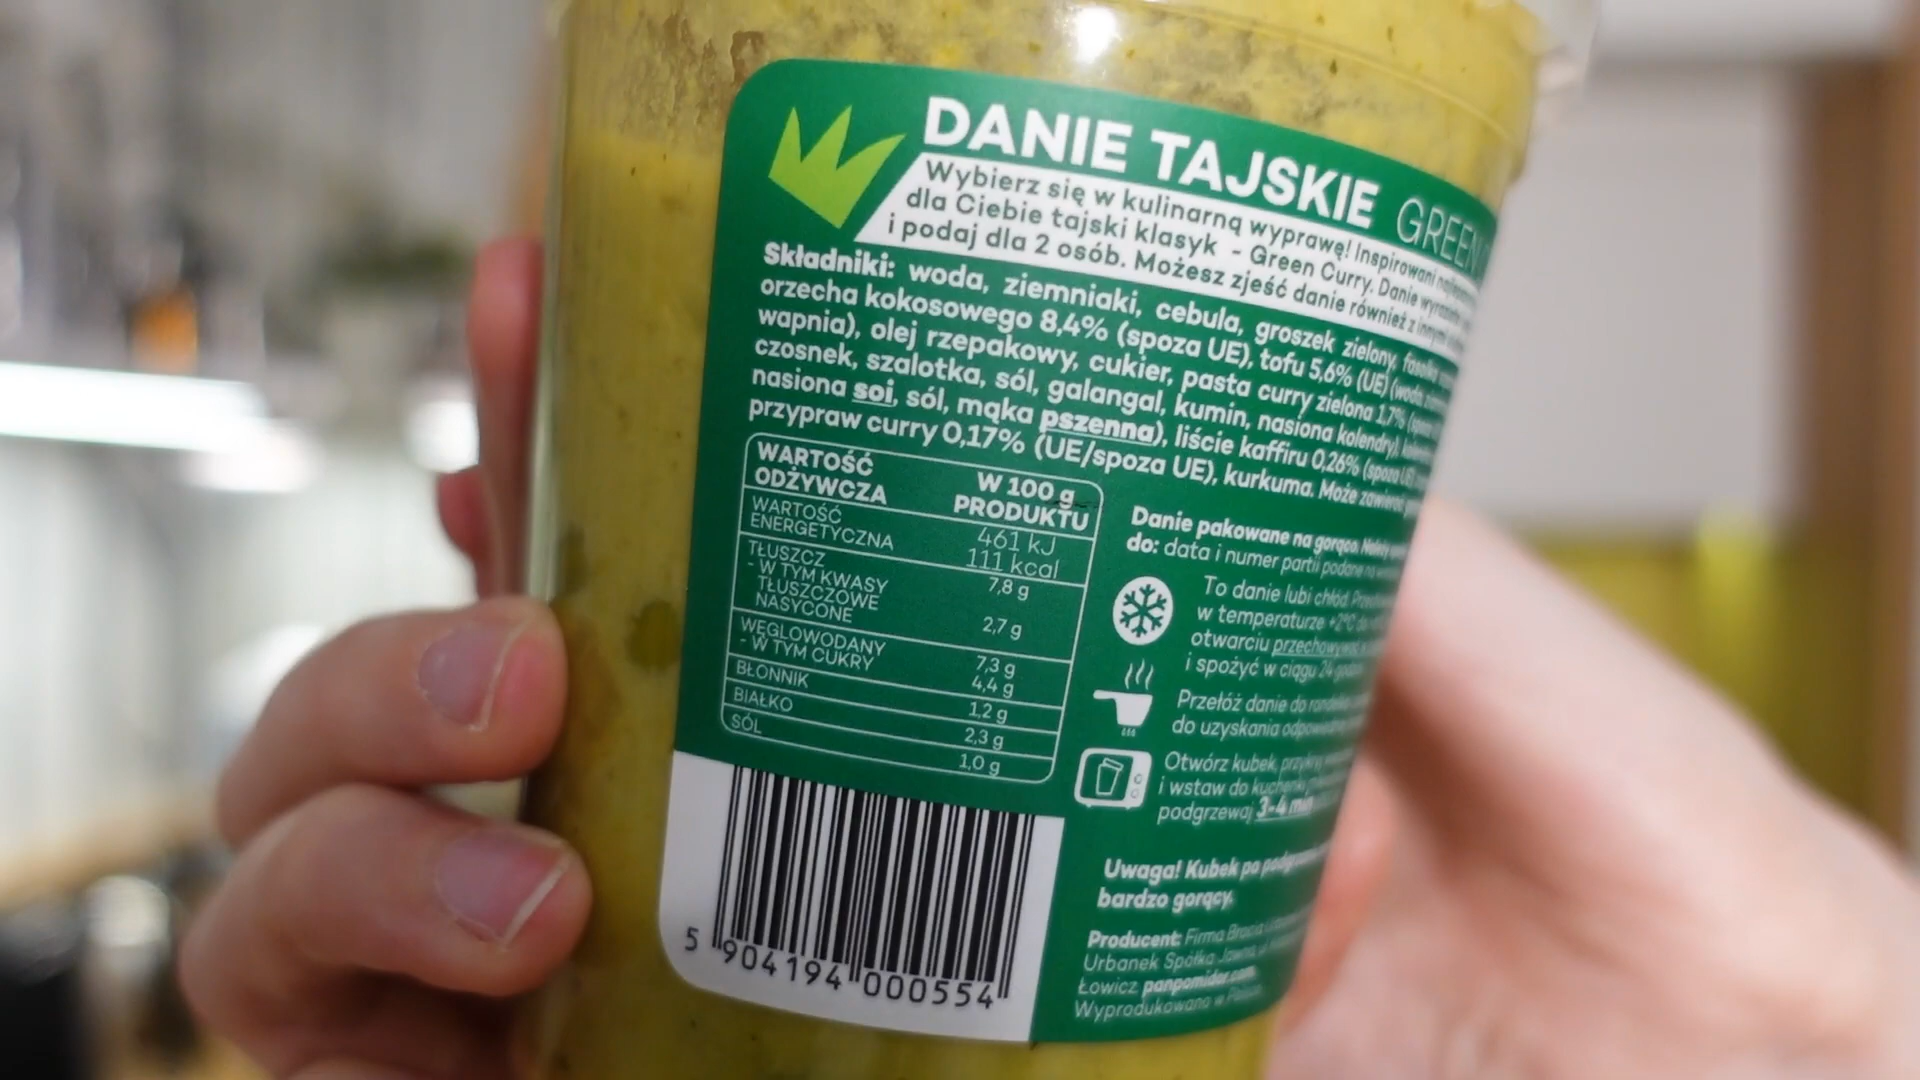 DANIE TAJSKIE GREEN
Wybierz się w kulinarną wyprawę! Inspirowani
dla Ciebie tajski klasyk - Green Curry. Danie
i podaj dla 2 osób. Możesz zjeść danie również z innymi
Składniki: woda, ziemniaki, cebula, groszek zielony,
orzecha kokosowego 8,4% (spoza UE), tofu 5,6% (UE) (woda,
wapnia), olej rzepakowy, cukier, pasta curry zielona 1,7%
czosnek, szalotka, sól, galangal, kumin, nasiona kolendry),
nasiona soi, sól, mąka pszenna), liście kaffiru 0,26% (spoza UE)
przypraw curry 0,17% (UE/spoza UE), kurkuma. Może zawierać
WARTOŚĆ
ODŻYWCZA
W 100 g
PRODUKTU
WARTOŚĆ
ENERGETYCZNA
461 kJ
111 kcal
TŁUSZCZ
7,8 g
- W TYM KWASY
TŁUSZCZOWE
NASYCONE
2,7 g
WĘGLOWODANY
7,3 g
- W TYM CUKRY
4,4 g
BŁONNIK
1,2 g
BIAŁKO
2,3 g
SÓL
1,0 g
Danie pakowane na gorąco.
do: data i numer partii podane na
To danie lubi chłód.
w temperaturze +2°C
otwarciu przechowywać
i spożyć w ciągu 24
Przełóż danie do rondelka
do uzyskania
Otwórz kubek,
i wstaw do
podgrzewaj 3-4 min
Uwaga! Kubek po
bardzo gorący.
Producent: Firma Bracia
Urbanek Spółka Jawna
Łowicz panpomidor.com
Wyprodukowano w
5 904194 000554